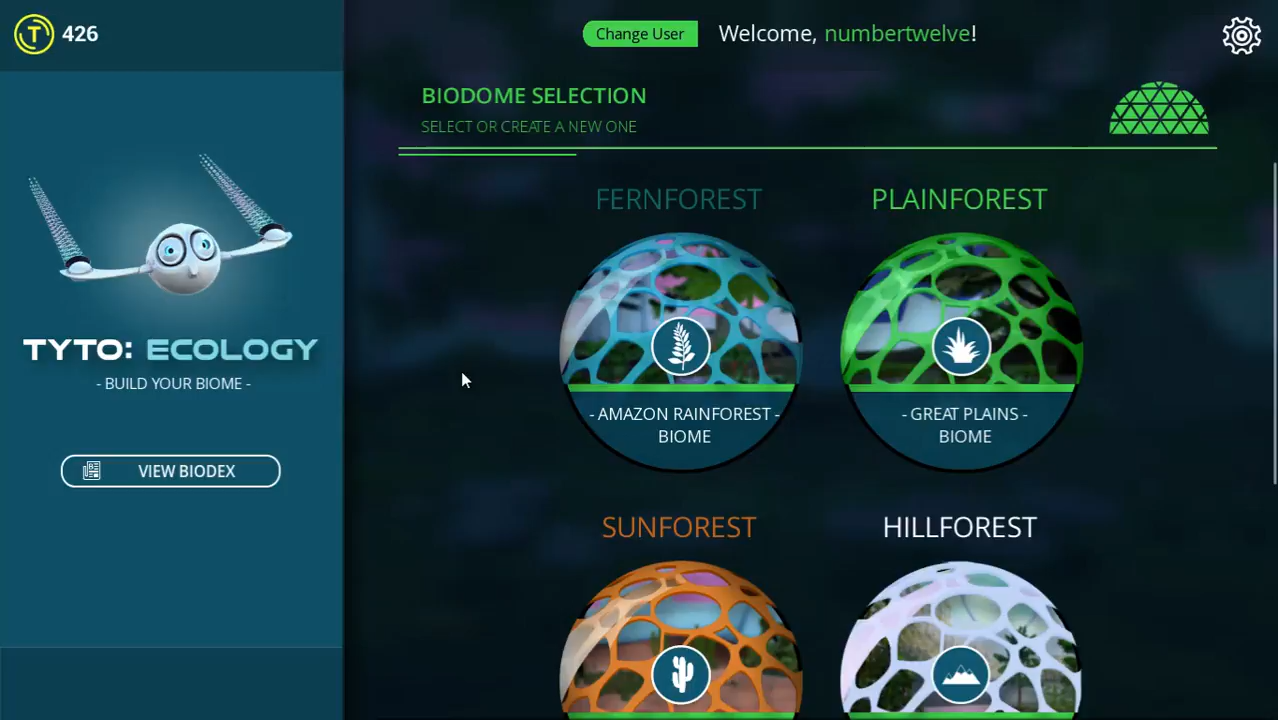 426
Change User
Welcome, numbertwelve!
BIODOME SELECTION
SELECT OR CREATE A NEW ONE
FERNFOREST
PLAINFOREST
- AMAZON RAINFOREST -
BIOME
- GREAT PLAINS -
BIOME
TYTO: ECOLOGY
- BUILD YOUR BIOME -
VIEW BIODEX
SUNFOREST
HILLFOREST